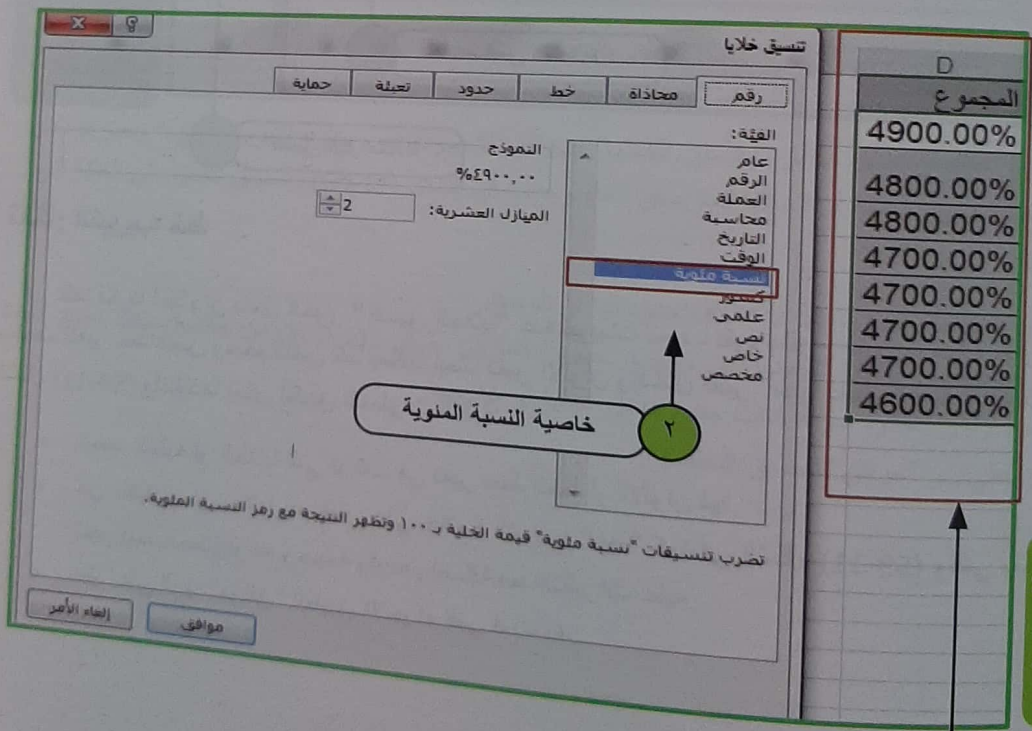 تنسيق خلايا
رقم
محاذاة
خط
حدود
تعبئة
حماية
الفئة:
عام
الرقم
العملة
محاسبة
التاريخ
الوقت
نسبة مئوية
كسور
علمي
نص
خاص
مخصص
النموذج
%٤٩٠٠,٠٠
المنازل العشرية: 2
خاصية النسبة المئوية
٢
تضرب تنسيقات "نسبة مئوية" قيمة الخلية بـ ١٠٠ وتظهر النتيجة مع رمز النسبة المئوية.
موافق
إلغاء الأمر
D
المجموع
4900.00%
4800.00%
4800.00%
4700.00%
4700.00%
4700.00%
4700.00%
4600.00%